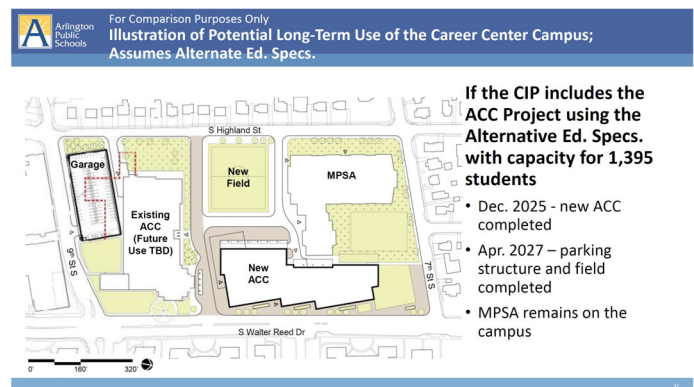 Arlington
Public
Schools
For Comparison Purposes Only
Illustration of Potential Long-Term Use of the Career Center Campus;
Assumes Alternate Ed. Specs.
S Highland St
Garage
New
Field
MPSA
Existing
ACC
(Future
Use TBD)
9th St S
New
ACC
7th St S
S Walter Reed Dr
0' 160' 320'
If the CIP includes the
ACC Project using the
Alternative Ed. Specs.
with capacity for 1,395
students
• Dec. 2025 - new ACC
completed
• Apr. 2027 – parking
structure and field
completed
• MPSA remains on the
campus